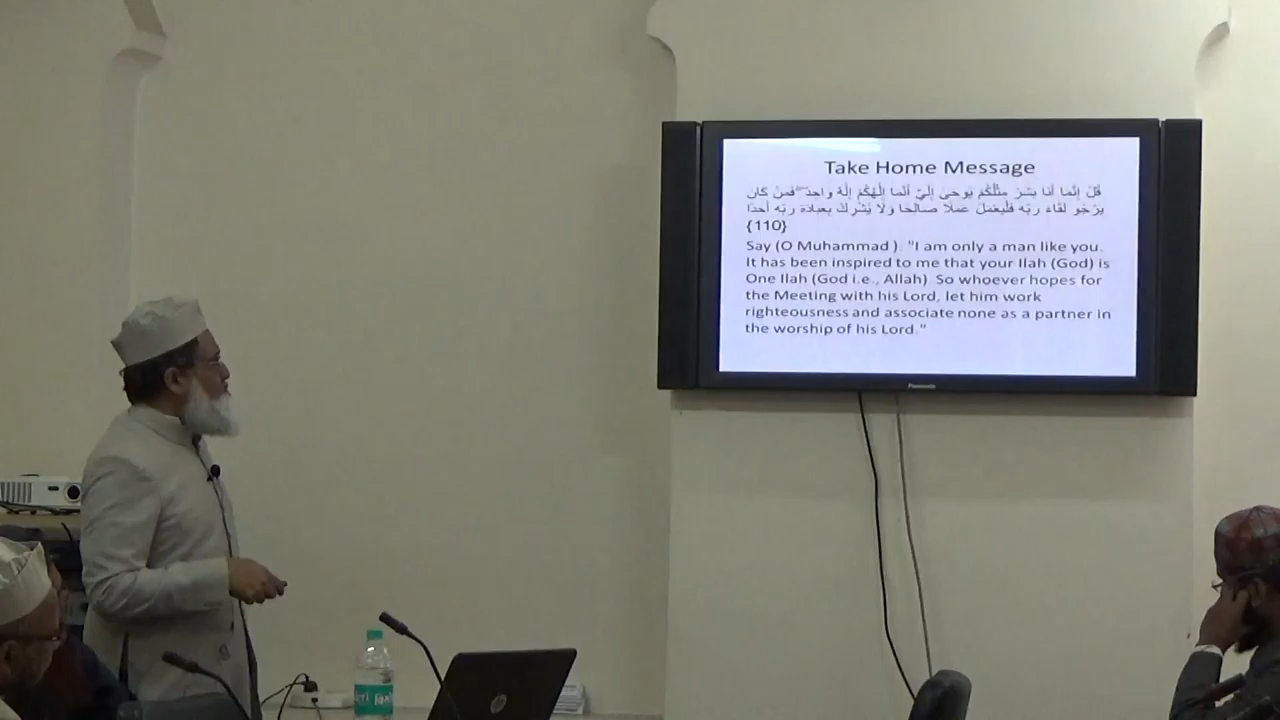 Take Home Message
قُلْ إِنَّمَا أَنَا بَشَرٌ مِّثْلُكُمْ يُوحَىٰ إِلَيَّ أَنَّمَا إِلَٰهُكُمْ إِلَٰهٌ وَاحِدٌ ۖ فَمَن كَانَ
يَرْجُو لِقَاءَ رَبِّهِ فَلْيَعْمَلْ عَمَلًا صَالِحًا وَلَا يُشْرِكْ بِعِبَادَةِ رَبِّهِ أَحَدًا
{110}
Say (O Muhammad ): "I am only a man like you.
It has been inspired to me that your Ilah (God) is
One Ilah (God i.e., Allah) So whoever hopes for
the Meeting with his Lord, let him work
righteousness and associate none as a partner in
the worship of his Lord."
Panasonic
hp